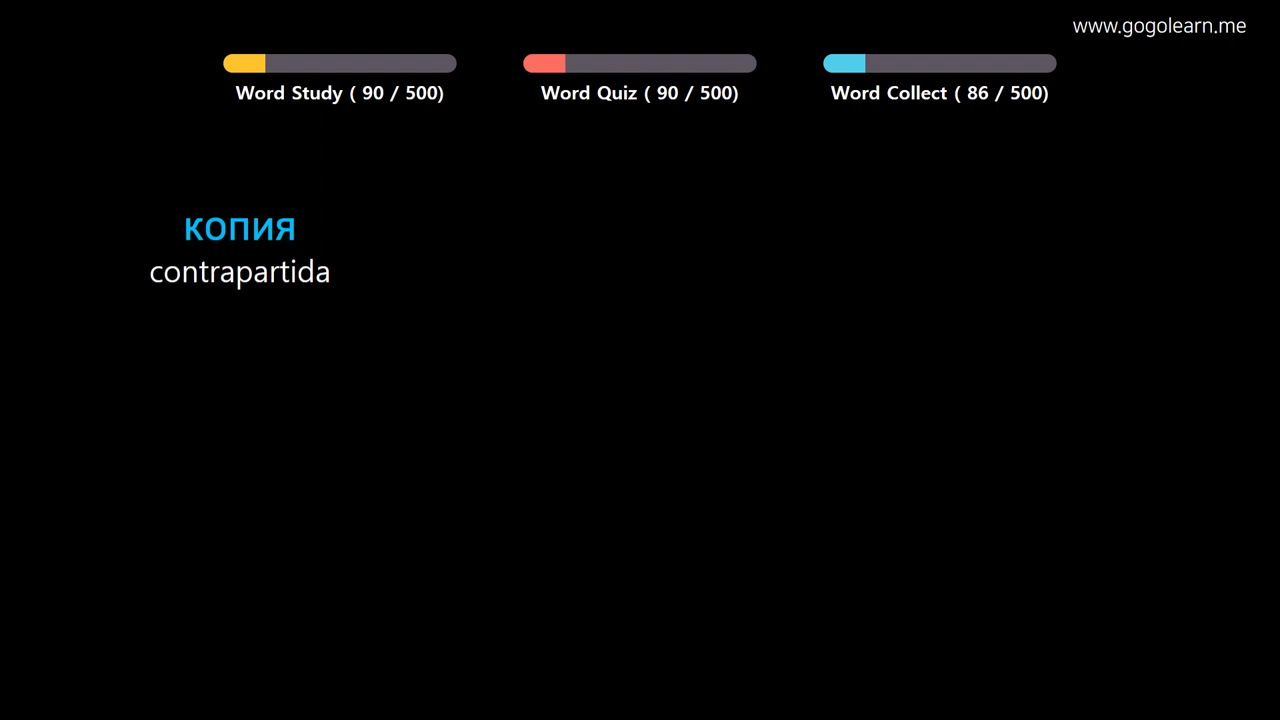 www.gogolearn.me
Word Study ( 90 / 500)
Word Quiz ( 90 / 500)
Word Collect ( 86 / 500)
копия
contrapartida